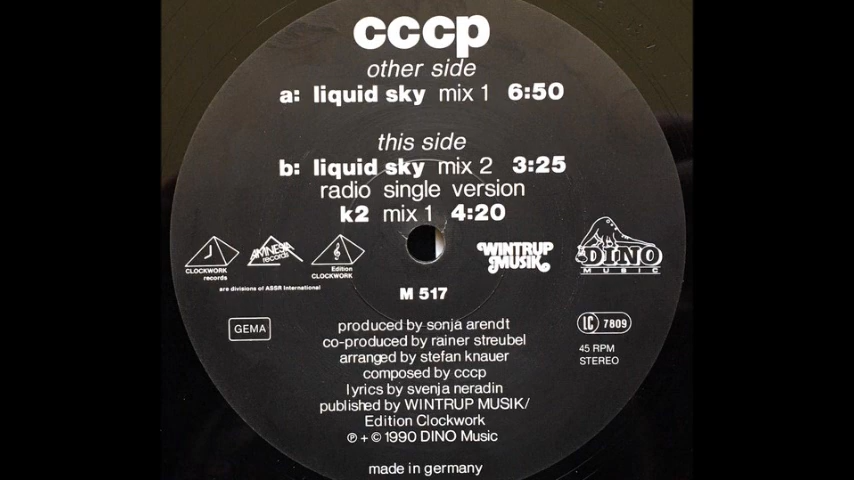 cccp
other side
a: liquid sky mix 1 6:50
this side
b: liquid sky mix 2 3:25
radio single version
k2 mix 1 4:20
CLOCKWORK
records
AMNESIA
records
Edition
CLOCKWORK
are divisions of ASSR International
WINTRUP
MUSIK
DINO
MUSIC
M 517
GEMA
LC 7809
45 RPM
STEREO
produced by sonja arendt
co-produced by rainer streubel
arranged by stefan knauer
composed by cccp
lyrics by svenja neradin
published by WINTRUP MUSIK/
Edition Clockwork
℗ + © 1990 DINO Music
made in germany